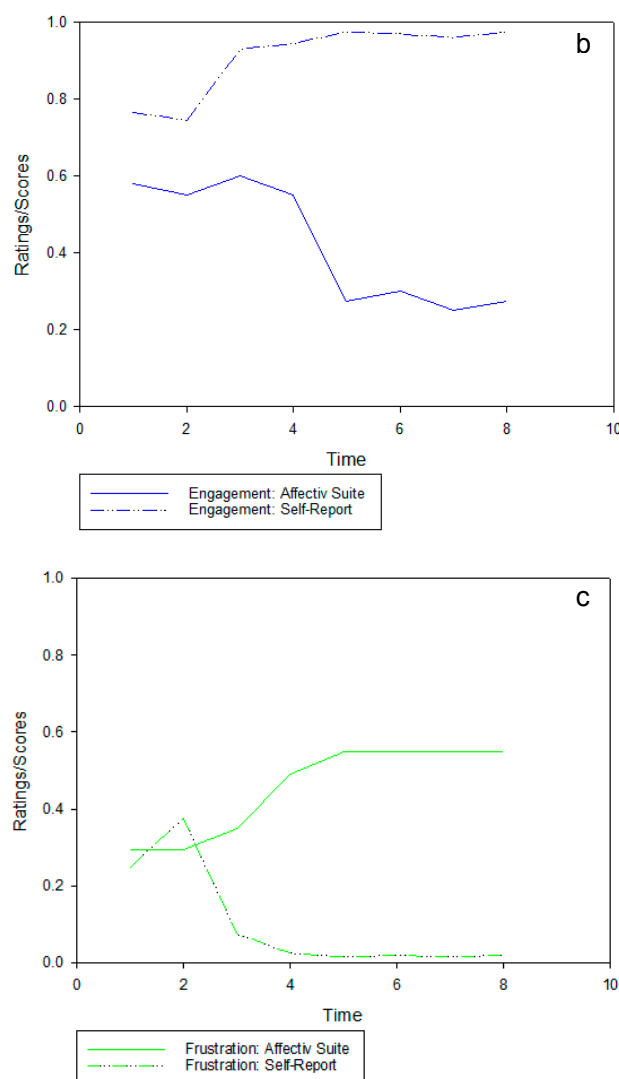 b
1.0
0.8
0.6
0.4
0.2
0.0
Ratings/Scores
0 2 4 6 8 10
Time
Engagement: Affectiv Suite
Engagement: Self-Report
c
1.0
0.8
0.6
0.4
0.2
0.0
Ratings/Scores
0 2 4 6 8 10
Time
Frustration: Affectiv Suite
Frustration: Self-Report